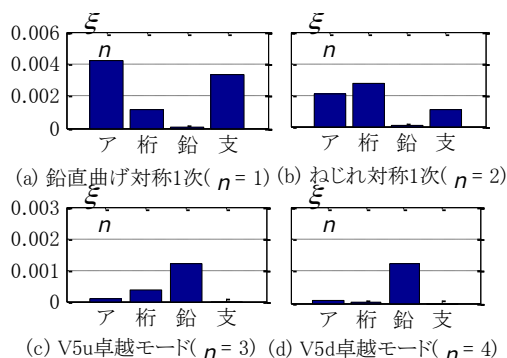 ξ n
0.006
0.004
0.002
0
ア 桁 鉛 支
(a) 鉛直曲げ対称1次( n = 1)
ξ n
ア 桁 鉛 支
(b) ねじれ対称1次( n = 2)
ξ n
0.003
0.002
0.001
0
ア 桁 鉛 支
(c) V5u卓越モード( n = 3)
ξ n
ア 桁 鉛 支
(d) V5d卓越モード( n = 4)